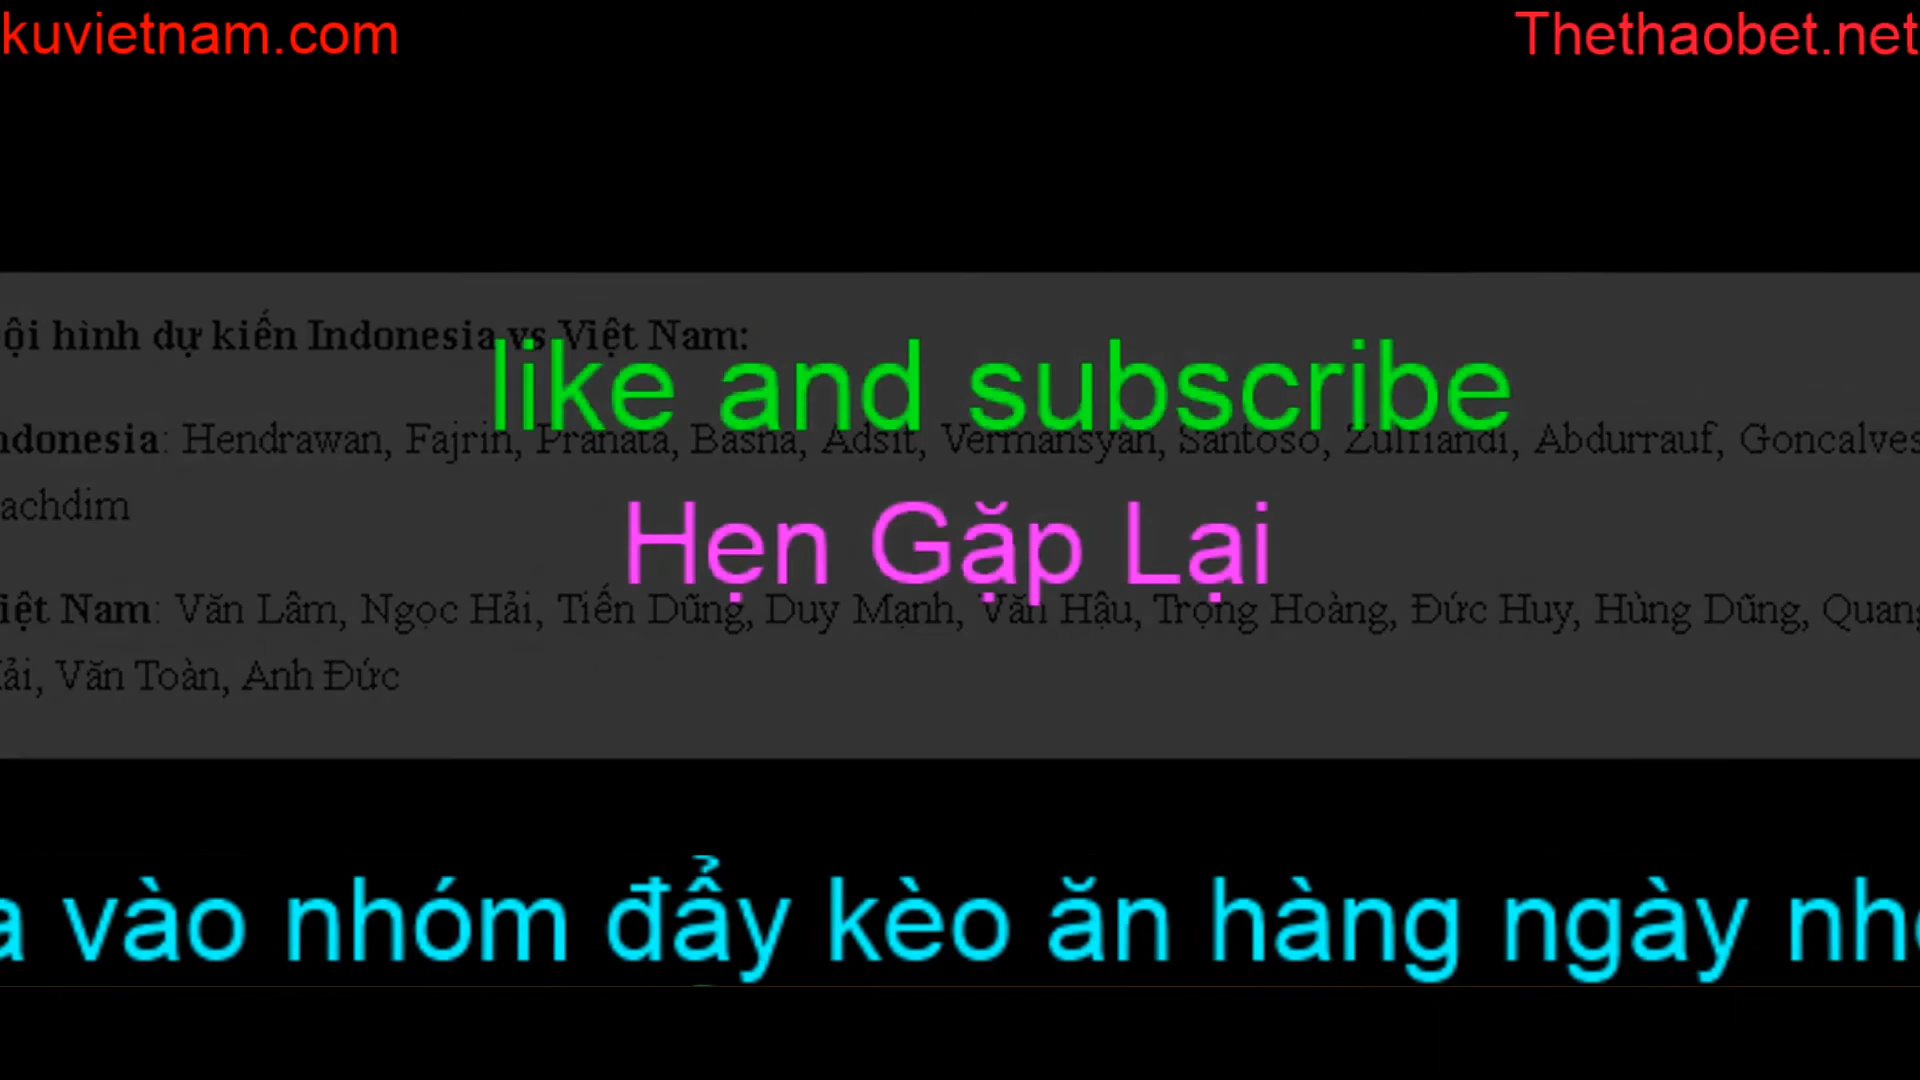 kuvietnam.com
Thethaobet.net
ội hình dự kiến Indonesia vs Việt Nam:
like and subscribe
ndonesia: Hendrawan, Fajrin, Pranata, Basna, Adsit, Vermansyah, Santoso, Zulfiandi, Abdurrauf, Goncalves
achdim
Hẹn Gặp Lại
iệt Nam: Văn Lâm, Ngọc Hải, Tiến Dũng, Duy Mạnh, Văn Hậu, Trọng Hoàng, Đức Huy, Hùng Dũng, Quang
ải, Văn Toàn, Anh Đức
a vào nhóm đẩy kèo ăn hàng ngày nh